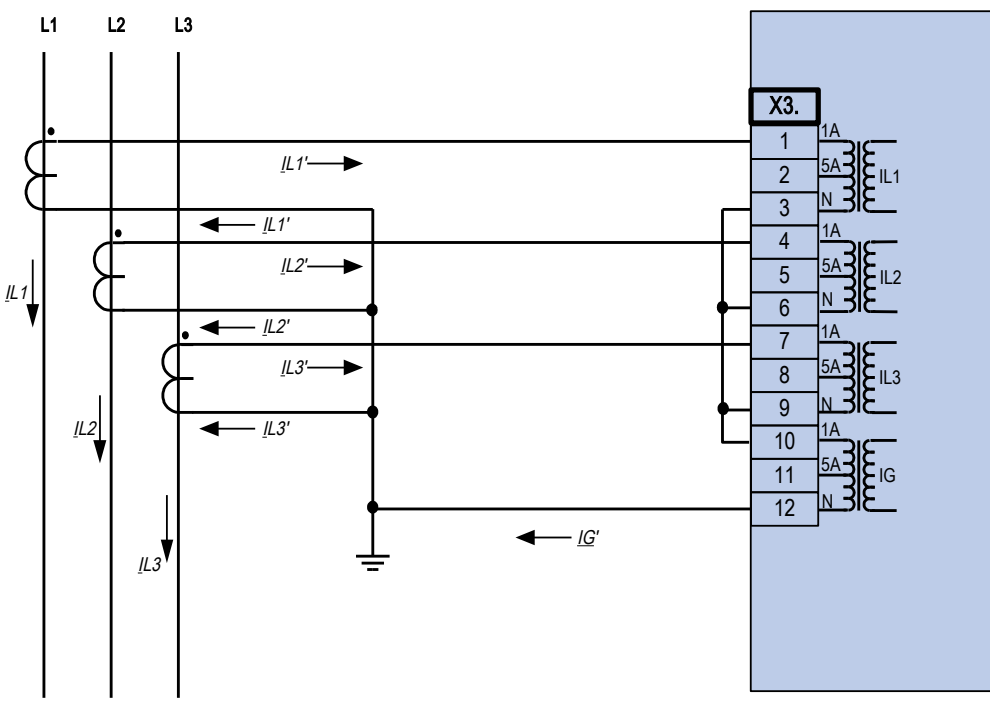 L1 L2 L3
X3.
1 1A
2 5A IL1
3 N
4 1A
5 5A IL2
6 N
7 1A
8 5A IL3
9 N
10 1A
11 5A IG
12 N
IL1'
IL1'
IL2'
IL1
IL2'
IL3'
IL2
IL3'
IG'
IL3